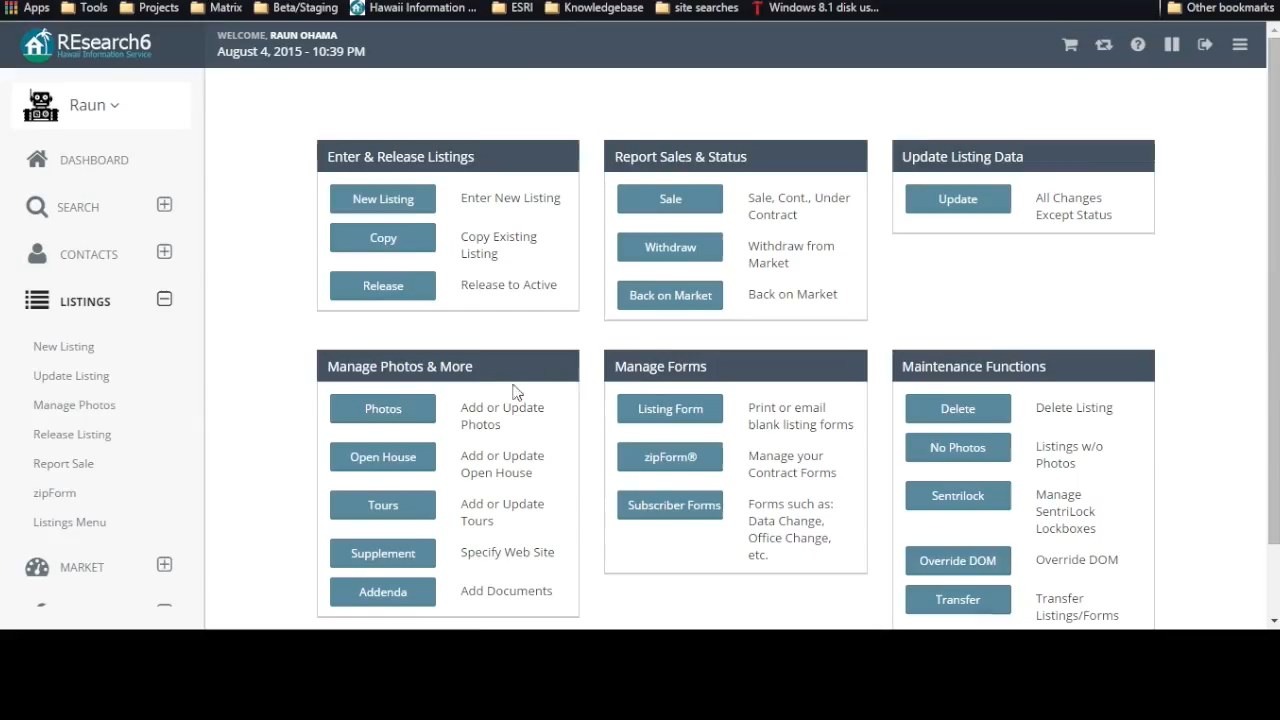 Apps Tools Projects Matrix Beta/Staging Hawaii Information ... ESRI Knowledgebase site searches Windows 8.1 disk us... Other bookmarks
REsearch6
Hawaii Information Service
WELCOME, RAUN OHAMA
August 4, 2015 - 10:39 PM
Raun
DASHBOARD
SEARCH
CONTACTS
LISTINGS
New Listing
Update Listing
Manage Photos
Release Listing
Report Sale
zipForm
Listings Menu
MARKET
Enter & Release Listings
New Listing Enter New Listing
Copy Copy Existing
Listing
Release Release to Active
Report Sales & Status
Sale Sale, Cont., Under
Contract
Withdraw Withdraw from
Market
Back on Market Back on Market
Update Listing Data
Update All Changes
Except Status
Manage Photos & More
Photos Add or Update
Photos
Open House Add or Update
Open House
Tours Add or Update
Tours
Supplement Specify Web Site
Addenda Add Documents
Manage Forms
Listing Form Print or email
blank listing forms
zipForm® Manage your
Contract Forms
Subscriber Forms Forms such as:
Data Change,
Office Change,
etc.
Maintenance Functions
Delete Delete Listing
No Photos Listings w/o
Photos
Sentrilock Manage
SentriLock
Lockboxes
Override DOM Override DOM
Transfer Transfer
Listings/Forms